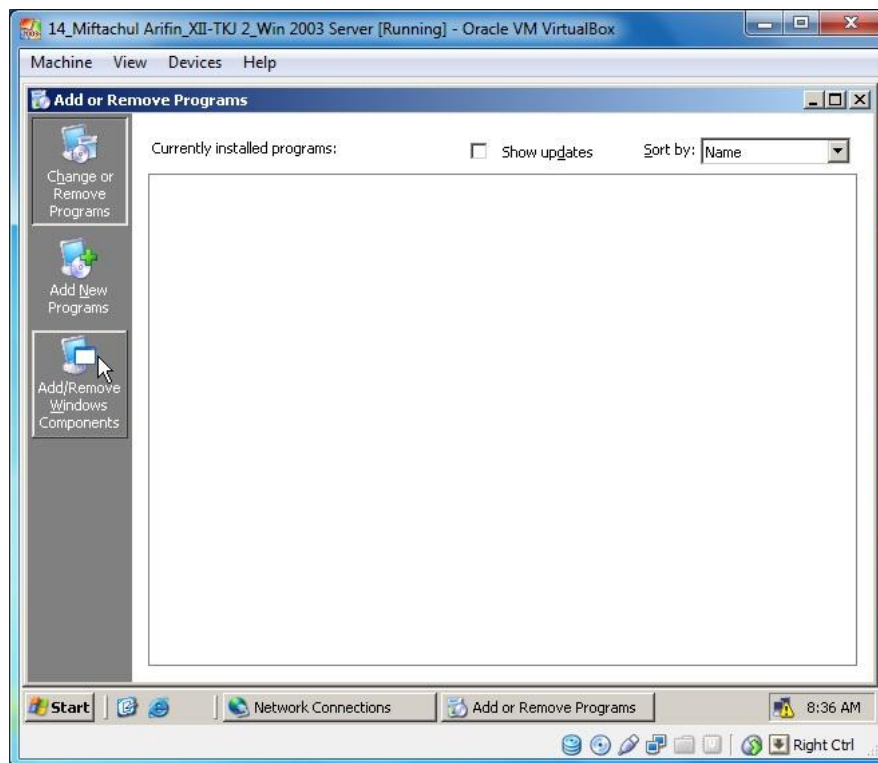 14_Miftachul Arifin_XII-TKJ 2_Win 2003 Server [Running] - Oracle VM VirtualBox
Machine View Devices Help
Add or Remove Programs
Change or
Remove
Programs
Currently installed programs:
Show updates
Sort by: Name
Add New
Programs
Add/Remove
Windows
Components
Start
Network Connections
Add or Remove Programs
8:36 AM
Right Ctrl